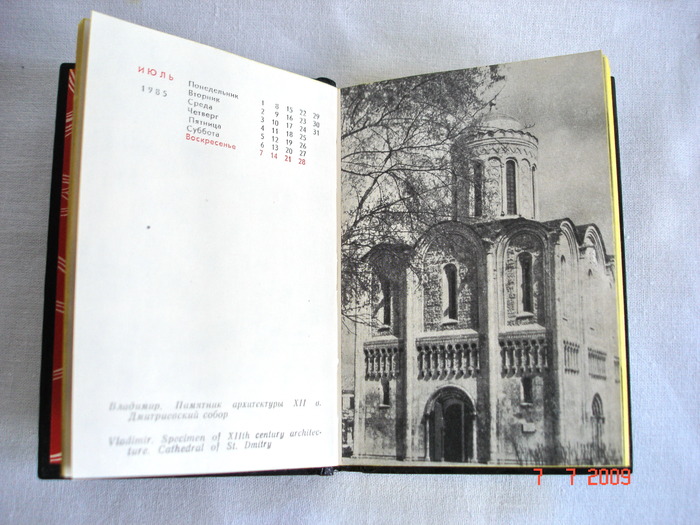 ИЮЛЬ
1985
Понедельник 1 8 15 22 29
Вторник 2 9 16 23 30
Среда 3 10 17 24 31
Четверг 4 11 18 25
Пятница 5 12 19 26
Суббота 6 13 20 27
Воскресенье 7 14 21 28
Владимир. Памятник архитектуры XII в.
Дмитриевский собор
Vladimir. Specimen of XIIth century architec-
ture. Cathedral of St. Dmitry
7 7 2009